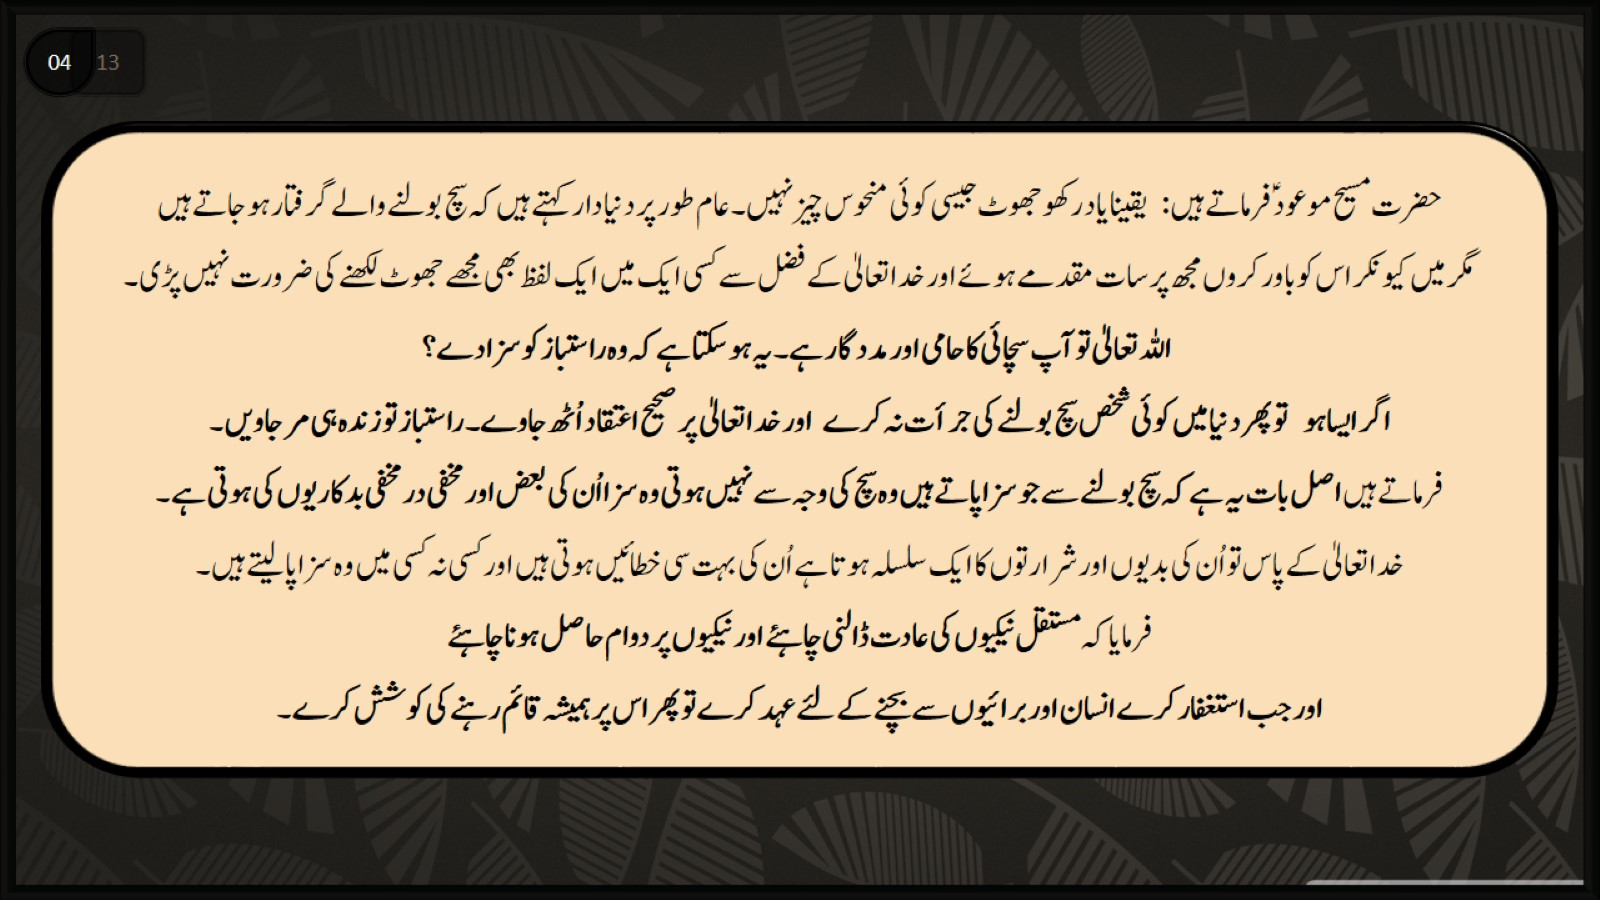 04 13
حضرت مسیح موعودؑ فرماتے ہیں: یقینا یاد رکھو جھوٹ جیسی کوئی منحوس چیز نہیں۔ عام طور پر دنیا دار کہتے ہیں کہ سچ بولنے والے گرفتار ہو جاتے ہیں
مگر میں کیونکر اس کو باور کروں مجھ پر سات مقدمے ہوئے اور خدا تعالیٰ کے فضل سے کسی ایک میں ایک لفظ بھی مجھے جھوٹ لکھنے کی ضرورت نہیں پڑی۔
اللہ تعالیٰ تو آپ سچائی کا حامی اور مددگار ہے۔ یہ ہو سکتا ہے کہ وہ راستباز کو سزا دے؟
اگر ایسا ہو تو پھر دنیا میں کوئی شخص سچ بولنے کی جرأت نہ کرے اور خدا تعالیٰ پر صحیح اعتقاد اُٹھ جاوے۔ راستباز تو زندہ ہی مر جاویں۔
فرماتے ہیں اصل بات یہ ہے کہ سچ بولنے سے جو سزا پاتے ہیں وہ سچ کی وجہ سے نہیں ہوتی وہ سزا اُن کی بعض اور مخفی در مخفی بدکاریوں کی ہوتی ہے۔
خدا تعالیٰ کے پاس تو اُن کی بدیوں اور شرارتوں کا ایک سلسلہ ہوتا ہے اُن کی بہت سی خطائیں ہوتی ہیں اور کسی نہ کسی میں وہ سزا پا لیتے ہیں۔
فرمایا کہ مستقل نیکیوں کی عادت ڈالنی چاہئے اور نیکیوں پر دوام حاصل ہونا چاہئے
اور جب استغفار کرے انسان اور برائیوں سے بچنے کے لئے عہد کرے تو پھر اس پر ہمیشہ قائم رہنے کی کوشش کرے۔